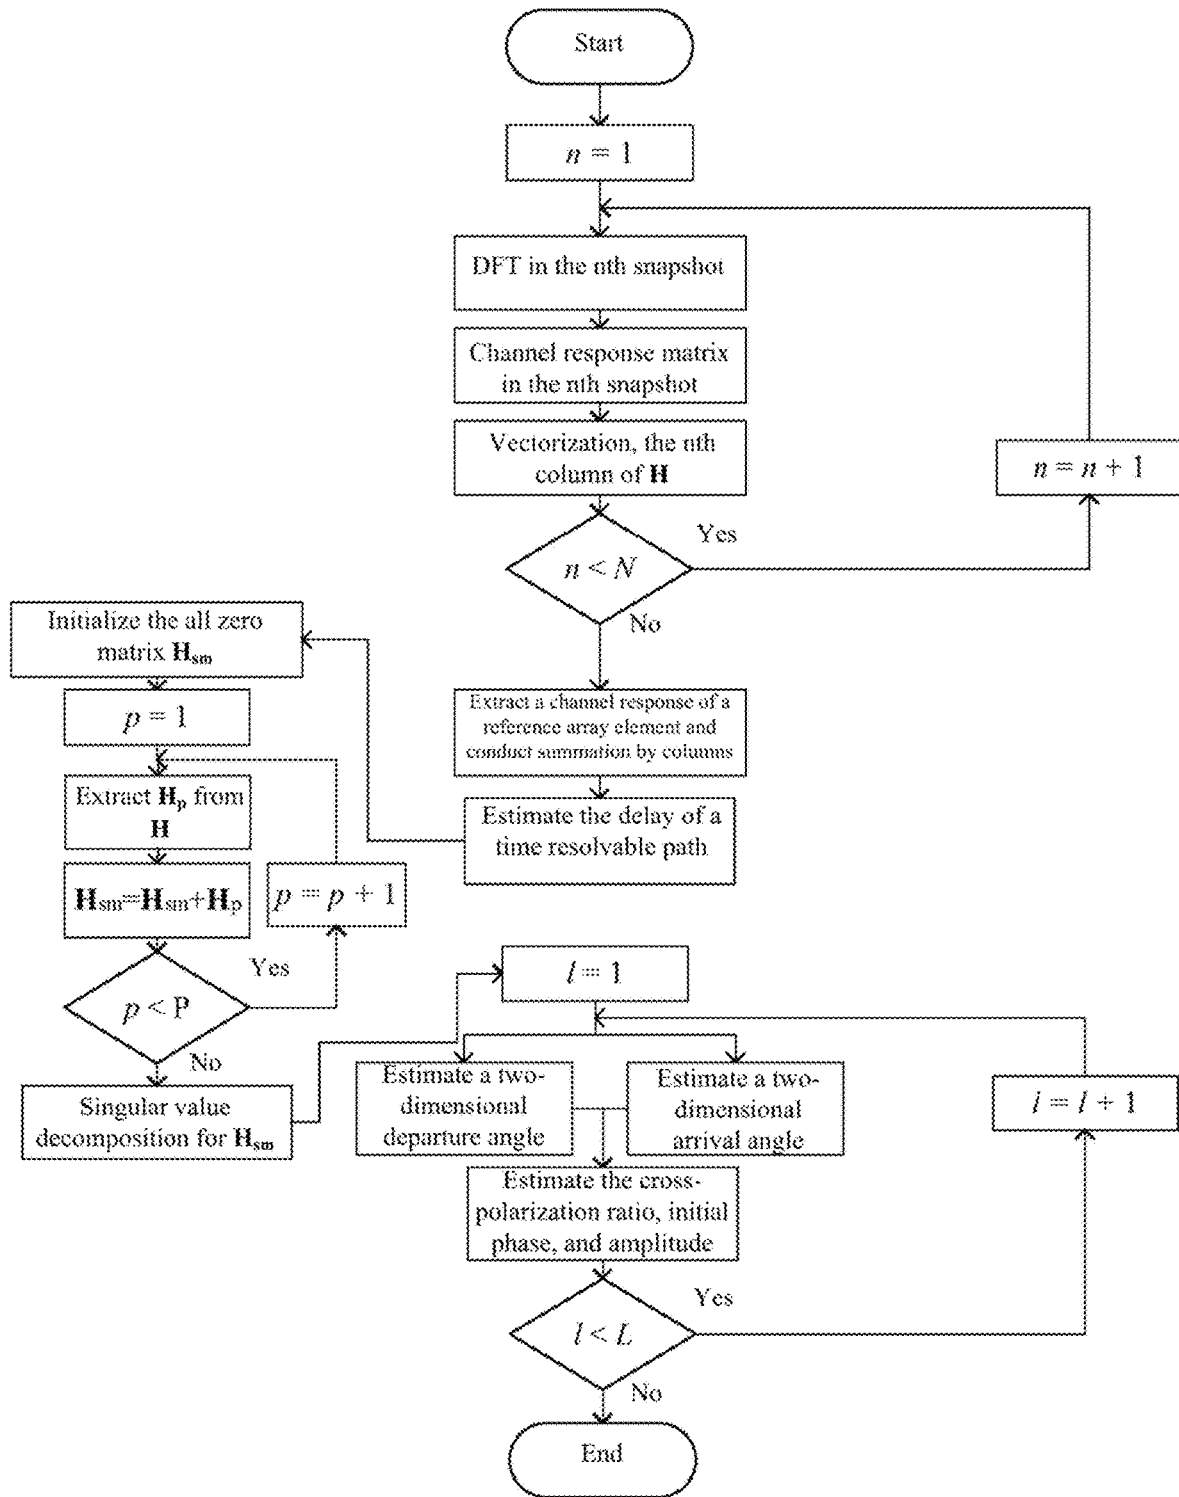 Start
n = 1
DFT in the nth snapshot
Channel response matrix
in the nth snapshot
Vectorization, the nth
column of H
n = n + 1
Yes
n < N
No
Extract a channel response of a
reference array element and
conduct summation by columns
Estimate the delay of a
time resolvable path
Initialize the all zero
matrix Hsm
p = 1
Extract Hp from
H
Hsm=Hsm+Hp
p = p + 1
Yes
p < P
No
Singular value
decomposition for Hsm
l = 1
Estimate a two-
dimensional
departure angle
Estimate a two-
dimensional
arrival angle
l = l + 1
Estimate the cross-
polarization ratio, initial
phase, and amplitude
Yes
l < L
No
End